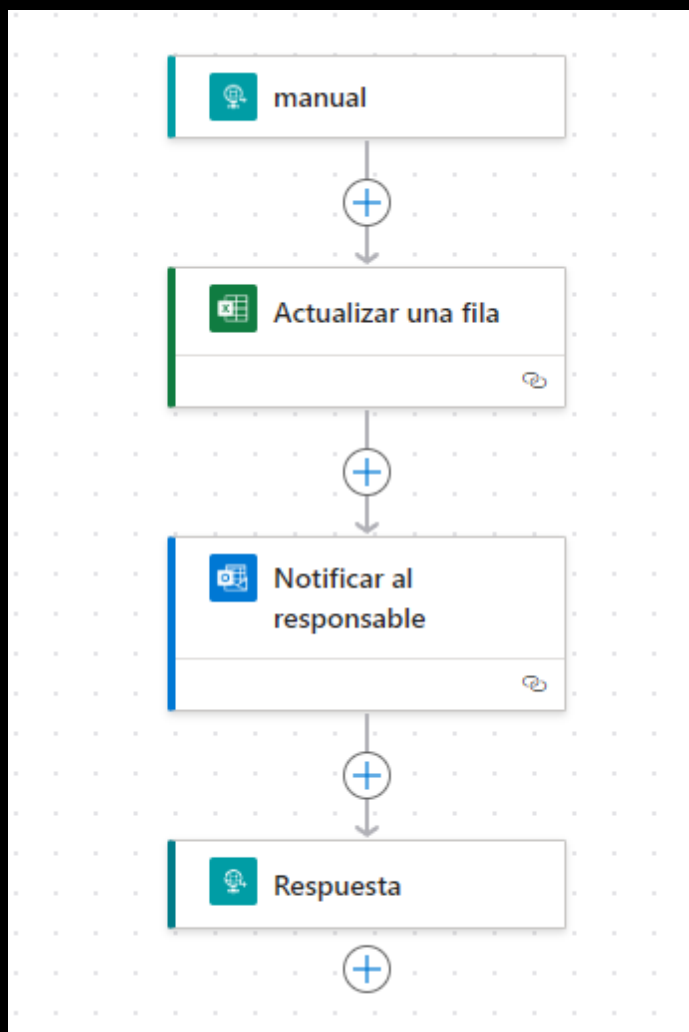 manual
Actualizar una fila
Notificar al
responsable
Respuesta